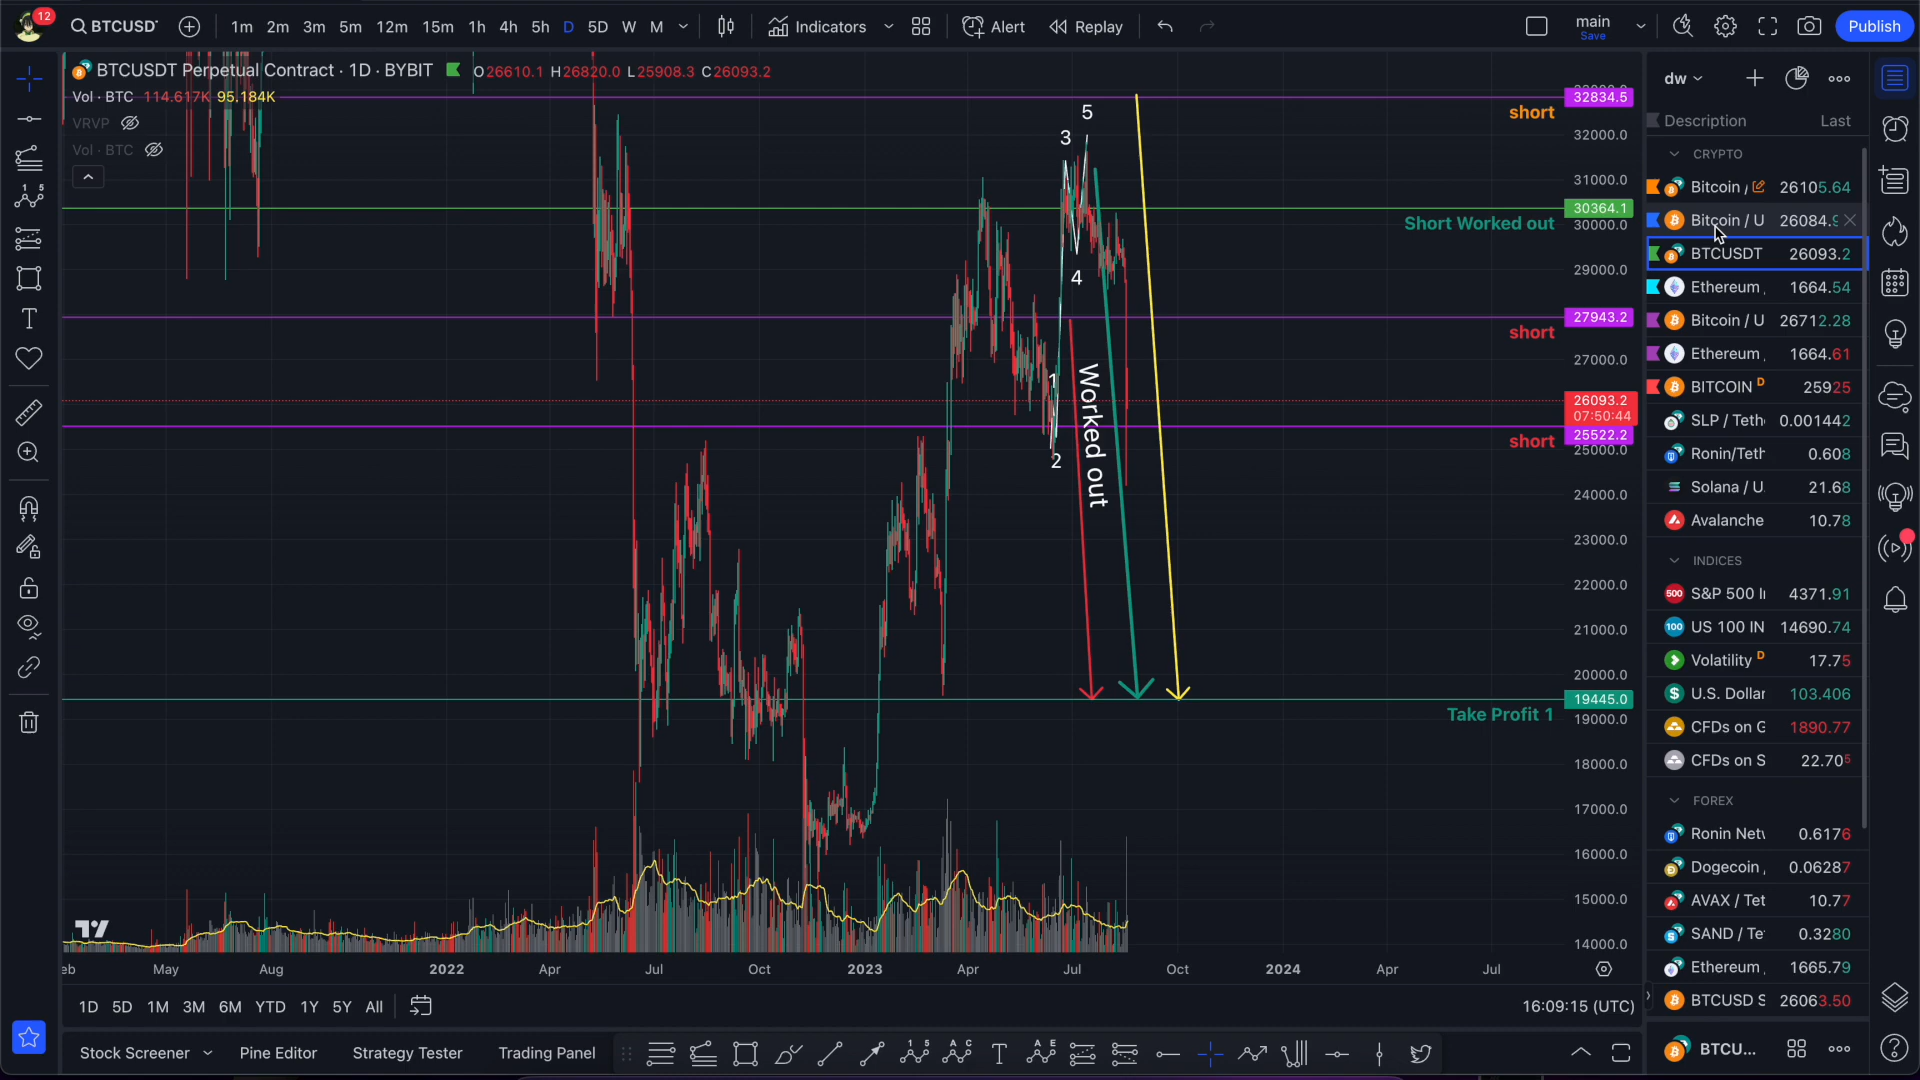 12
BTCUSDT
1m 2m 3m 5m 12m 15m 1h 4h 5h D 5D W M
Indicators
Alert
Replay
main
Save
Publish
BTCUSDT Perpetual Contract · 1D · BYBIT O26610.1 H26820.0 L25908.3 C26093.2
Vol · BTC 114.617K 95.184K
VRVP
Vol · BTC
32834.5
short
32000.0
31000.0
30364.1
Short Worked out
30000.0
29000.0
27943.2
short
27000.0
26093.2
07:50:44
25522.2
short
25000.0
24000.0
23000.0
22000.0
21000.0
20000.0
19445.0
Take Profit 1
19000.0
18000.0
17000.0
16000.0
15000.0
14000.0
1
2
3
4
5
Worked out
eb May Aug 2022 Apr Jul Oct 2023 Apr Jul Oct 2024 Apr Jul
1D 5D 1M 3M 6M YTD 1Y 5Y All
16:09:15 (UTC)
Stock Screener
Pine Editor
Strategy Tester
Trading Panel
dw
Description Last
CRYPTO
Bitcoin / 26105.64
Bitcoin / U 26084.9
BTCUSDT 26093.2
Ethereum 1664.54
Bitcoin / U 26712.28
Ethereum 1664.61
BITCOIN D 25925
SLP / Teth 0.001442
Ronin/Teth 0.608
Solana / U 21.68
Avalanche 10.78
INDICES
500 S&P 500 I 4371.91
100 US 100 IN 14690.74
Volatility D 17.75
U.S. Dollar 103.406
CFDs on G 1890.77
CFDs on S 22.705
FOREX
Ronin Net 0.6176
Dogecoin 0.06287
AVAX / Tet 10.77
SAND / Te 0.3280
Ethereum 1665.79
BTCUSD S 26063.50
BTCU...